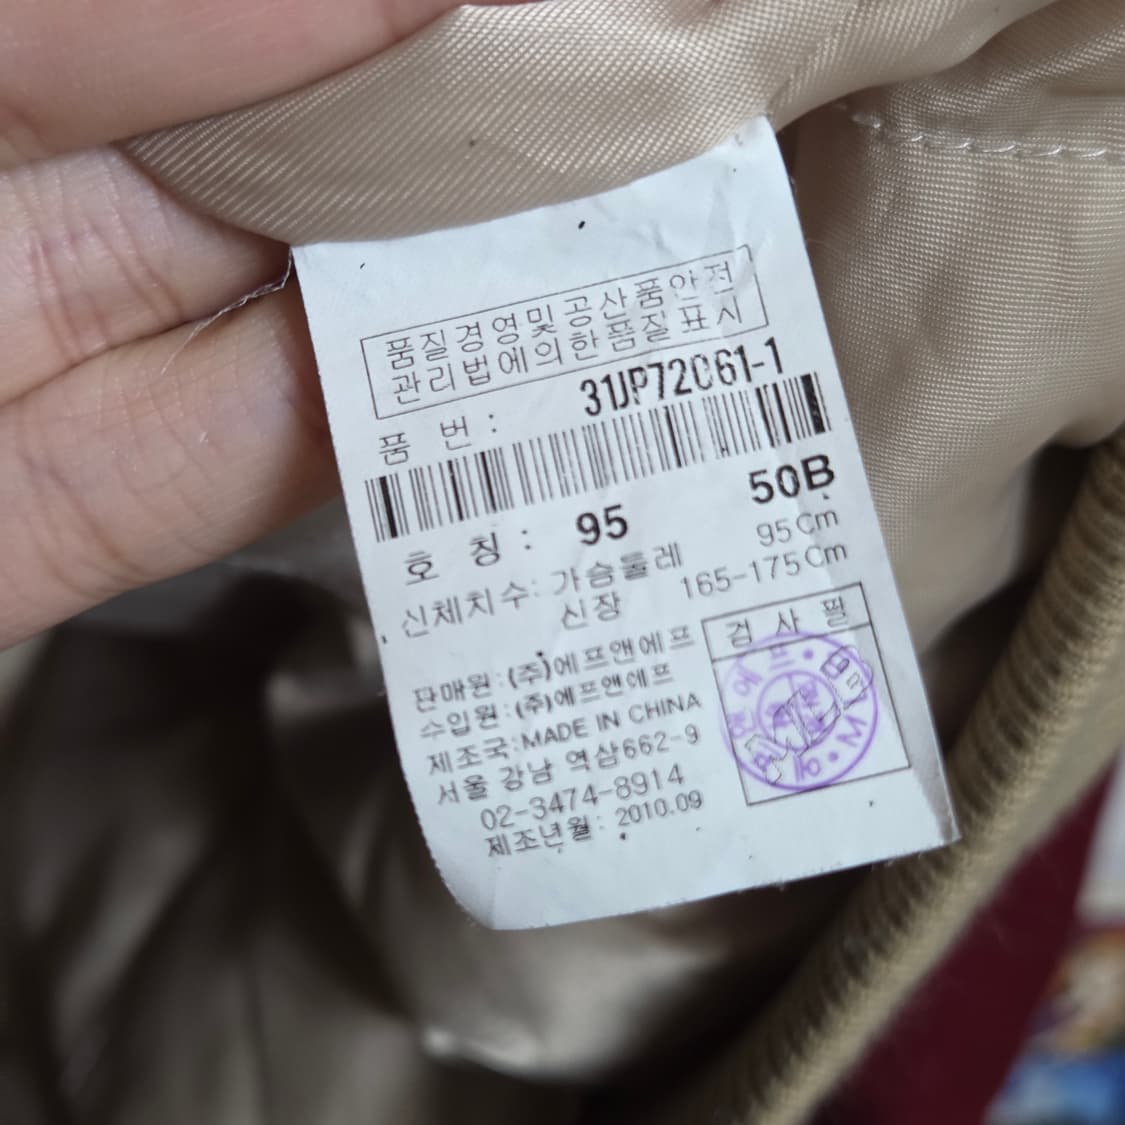 품질경영및공산품안전
관리법에의한품질표시
품 번 : 31JP72C61-1
50B
호 칭 : 95
신체치수: 가슴둘레 95Cm
신장 165-175Cm
검 사 필
판매원:(주)에프앤에프
수입원:(주)에프앤에프
제조국:MADE IN CHINA
서울 강남 역삼662-9
02-3474-8914
제조년월: 2010.09